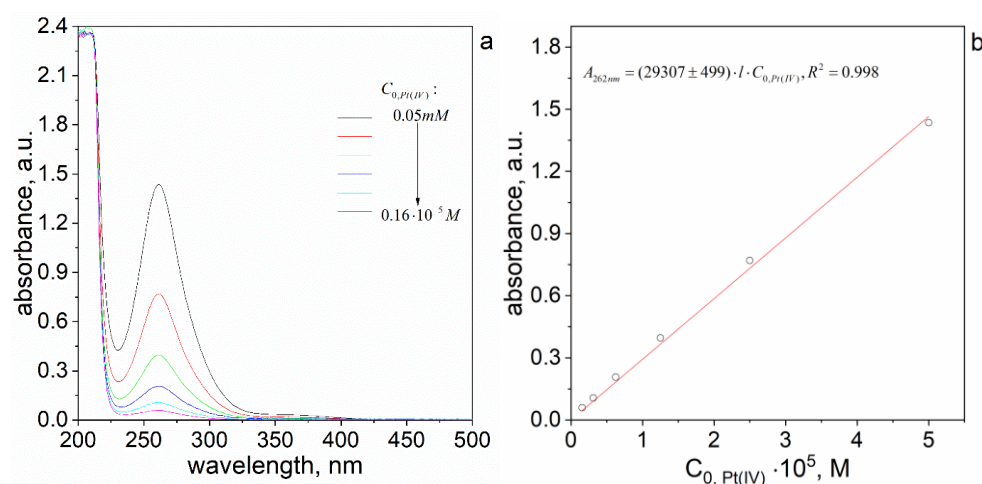 a
2.4
2.1
1.8
1.5
1.2
0.9
0.6
0.3
0.0
absorbance, a.u.
C0,Pt(IV) :
0.05mM
0.16·10 5 M
200 250 300 350 400 450 500
wavelength, nm
b
1.8
1.5
1.2
0.9
0.6
0.3
0.0
absorbance, a.u.
A262nm = (29307 ± 499) · l · C0,Pt(IV), R² = 0.998
0 1 2 3 4 5
C0, Pt(IV) ·10⁵, M